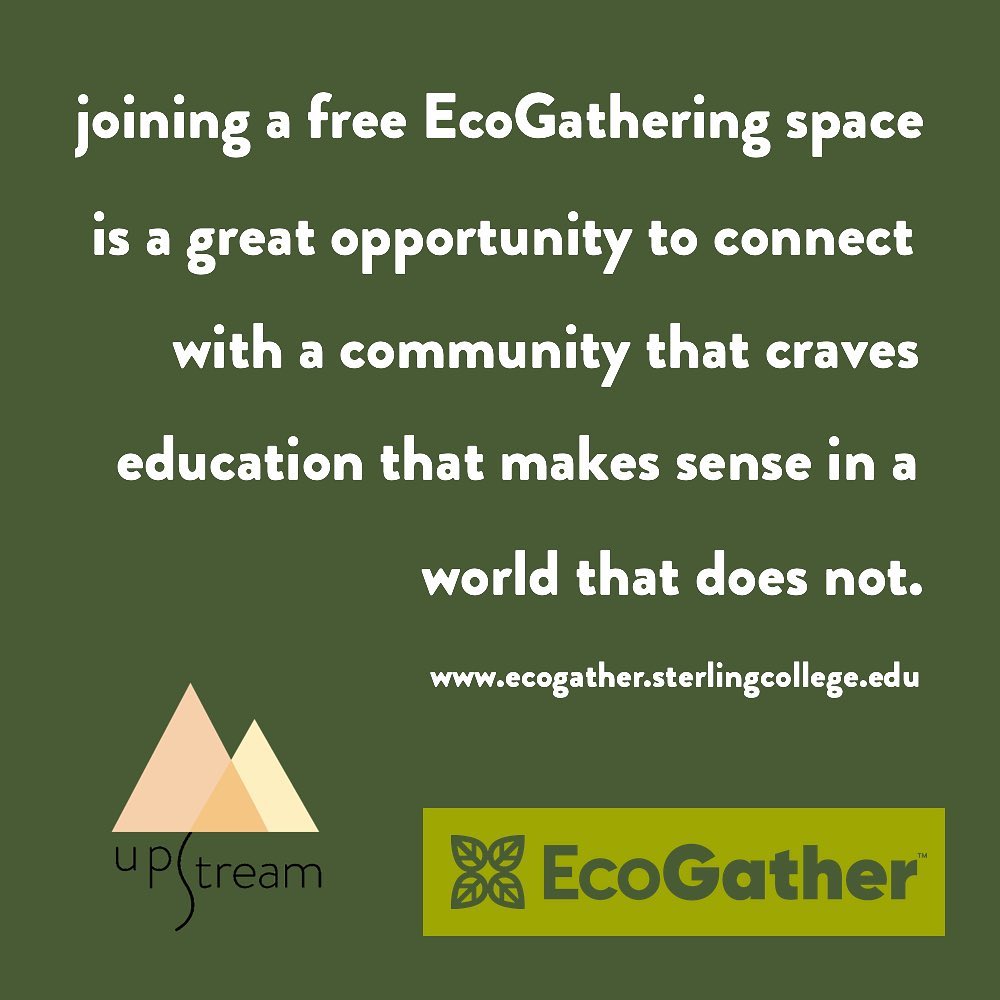 joining a free EcoGathering space
is a great opportunity to connect
with a community that craves
education that makes sense in a
world that does not.
www.ecogather.sterlingcollege.edu
upstream
EcoGather™